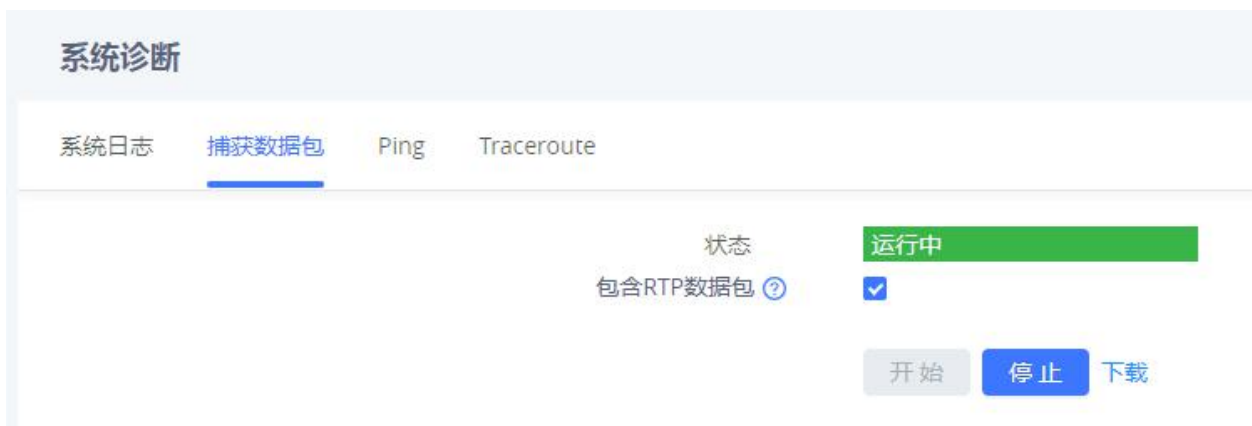 系统诊断
系统日志 捕获数据包 Ping Traceroute
状态 运行中
包含RTP数据包
开始 停止 下载